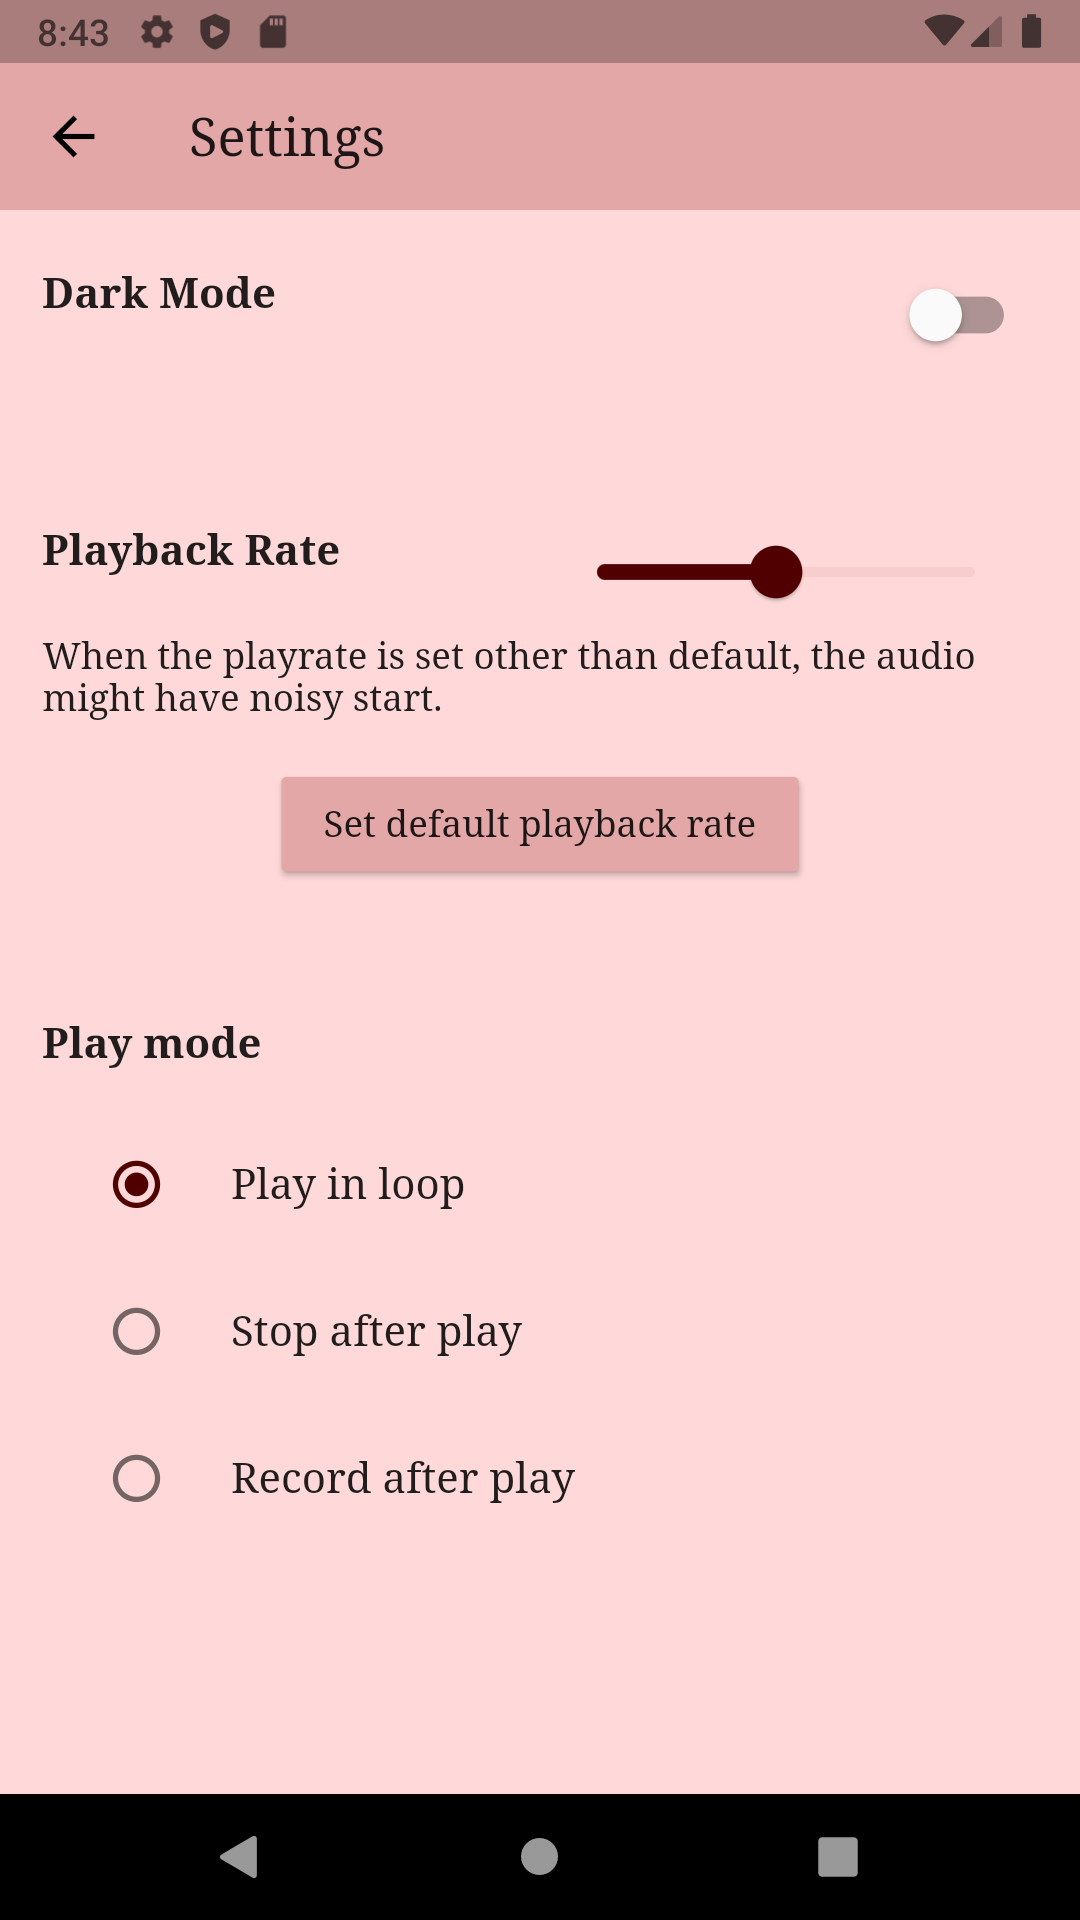 8:43
Settings
Dark Mode
Playback Rate
When the playrate is set other than default, the audio
might have noisy start.
Set default playback rate
Play mode
Play in loop
Stop after play
Record after play